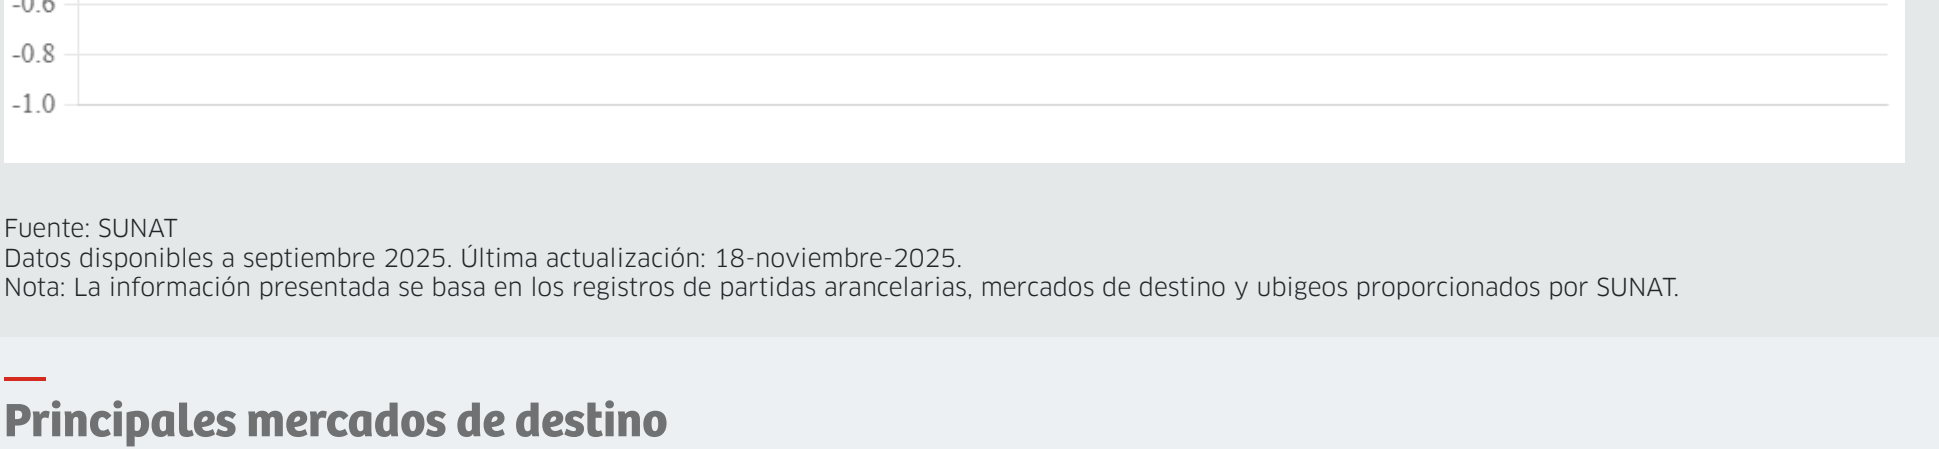 -0.6
-0.8
-1.0
Fuente: SUNAT
Datos disponibles a septiembre 2025. Última actualización: 18-noviembre-2025.
Nota: La información presentada se basa en los registros de partidas arancelarias, mercados de destino y ubigeos proporcionados por SUNAT.
Principales mercados de destino